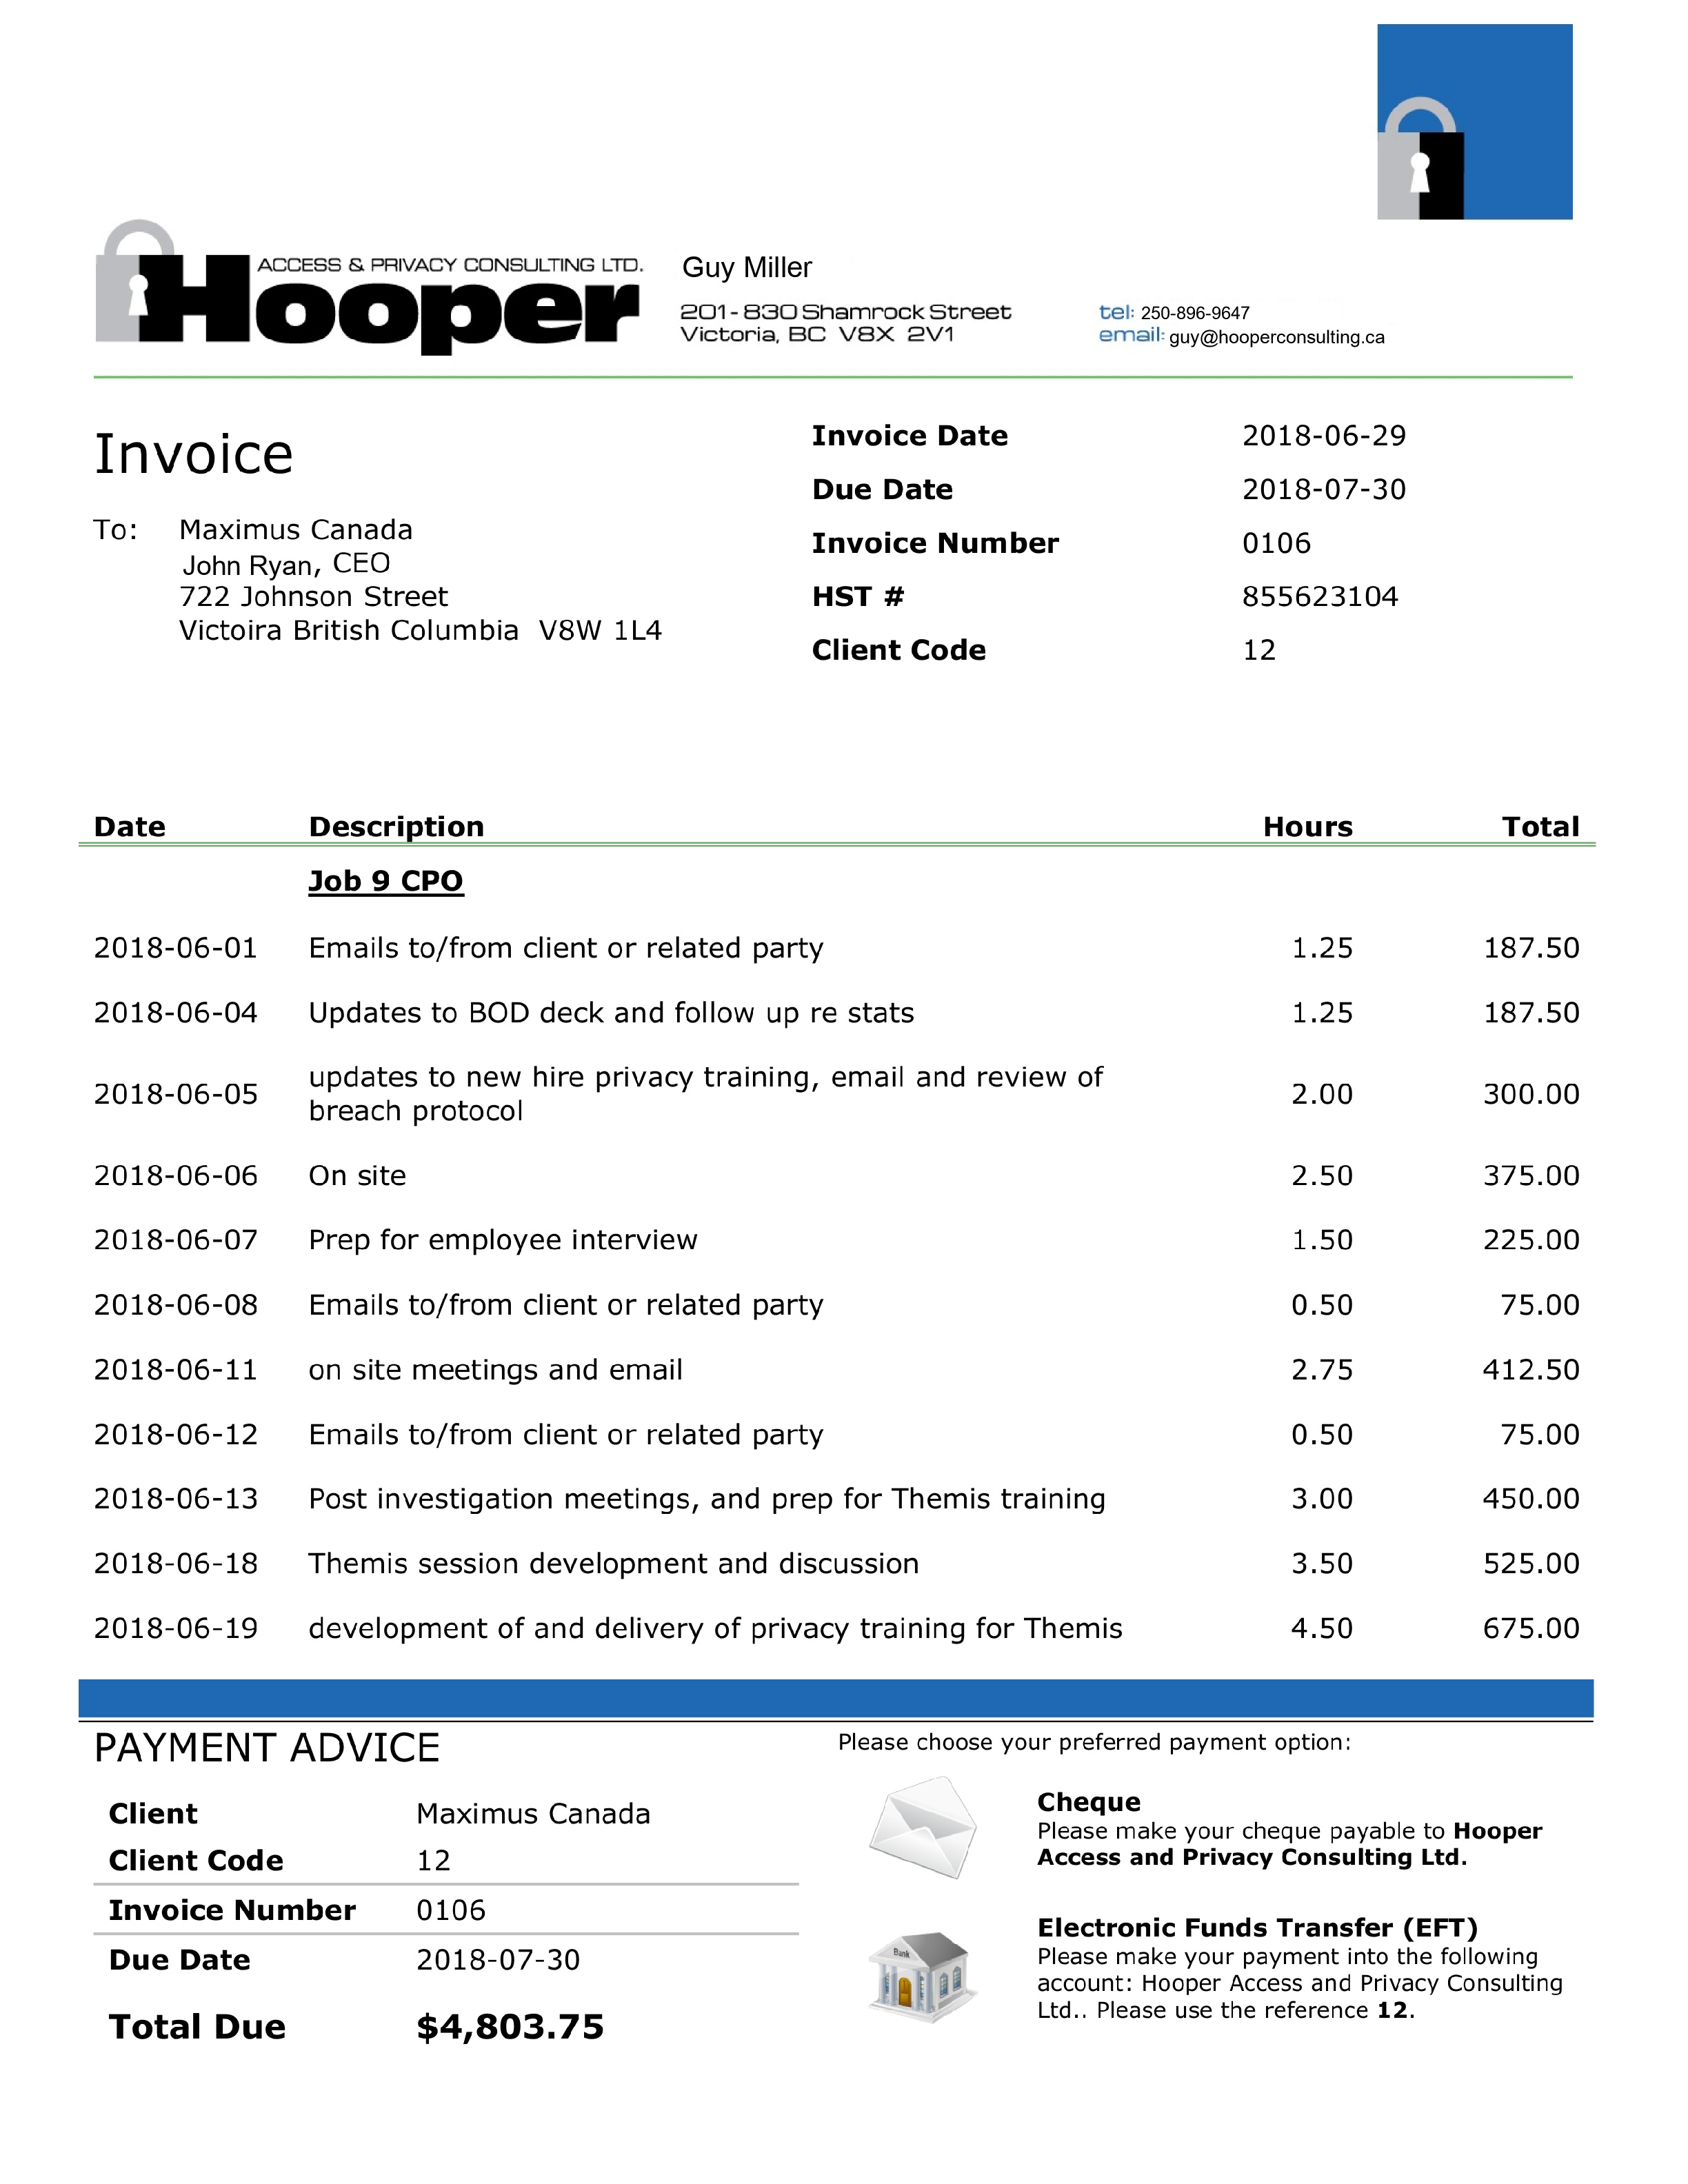 ACCESS & PRIVACY CONSULTING LTD.
Hooper
Guy Miller
201-830 Shamrock Street
Victoria, BC V8X 2V1
tel: 250-896-9647
email: guy@hooperconsulting.ca
Invoice
To: Maximus Canada
John Ryan, CEO
722 Johnson Street
Victoira British Columbia V8W 1L4
Invoice Date 2018-06-29
Due Date 2018-07-30
Invoice Number 0106
HST # 855623104
Client Code 12
Date Description Hours Total
Job 9 CPO
2018-06-01 Emails to/from client or related party 1.25 187.50
2018-06-04 Updates to BOD deck and follow up re stats 1.25 187.50
2018-06-05 updates to new hire privacy training, email and review of
breach protocol 2.00 300.00
2018-06-06 On site 2.50 375.00
2018-06-07 Prep for employee interview 1.50 225.00
2018-06-08 Emails to/from client or related party 0.50 75.00
2018-06-11 on site meetings and email 2.75 412.50
2018-06-12 Emails to/from client or related party 0.50 75.00
2018-06-13 Post investigation meetings, and prep for Themis training 3.00 450.00
2018-06-18 Themis session development and discussion 3.50 525.00
2018-06-19 development of and delivery of privacy training for Themis 4.50 675.00
PAYMENT ADVICE
Client Maximus Canada
Client Code 12
Invoice Number 0106
Due Date 2018-07-30
Total Due $4,803.75
Please choose your preferred payment option:
Cheque
Please make your cheque payable to Hooper
Access and Privacy Consulting Ltd.
Bank
Electronic Funds Transfer (EFT)
Please make your payment into the following
account: Hooper Access and Privacy Consulting
Ltd.. Please use the reference 12.